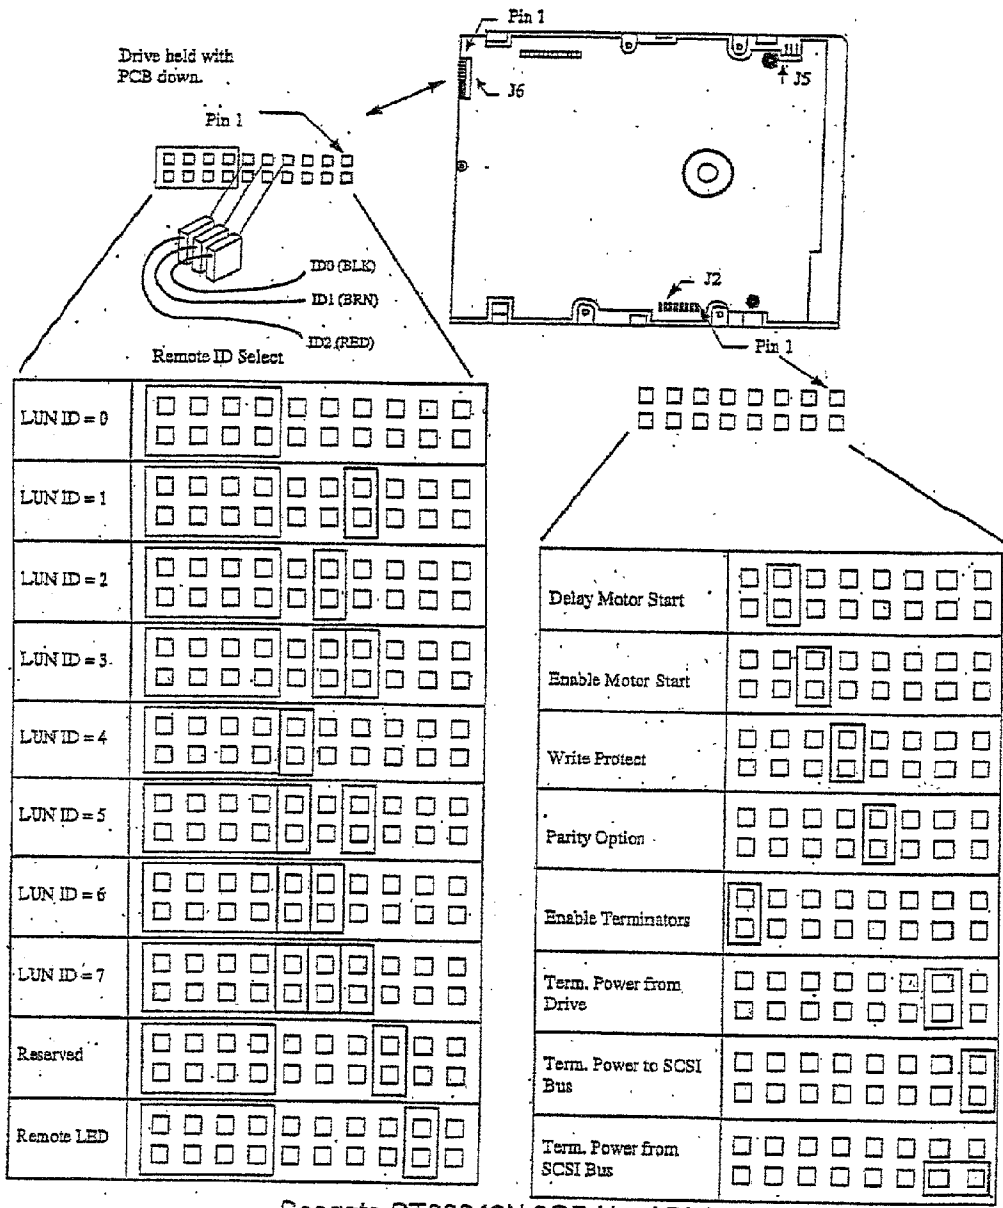 Pin 1
Drive held with
PCB down.
J6
J5
Pin 1
ID0 (BLK)
ID1 (BRN)
ID2 (RED)
Remote ID Select
J2
Pin 1
LUN ID = 0
LUN ID = 1
LUN ID = 2
LUN ID = 3
LUN ID = 4
LUN ID = 5
LUN ID = 6
LUN ID = 7
Reserved
Remote LED
Delay Motor Start
Enable Motor Start
Write Protect
Parity Option
Enable Terminators
Term. Power from
Drive
Term. Power to SCSI
Bus
Term. Power from
SCSI Bus